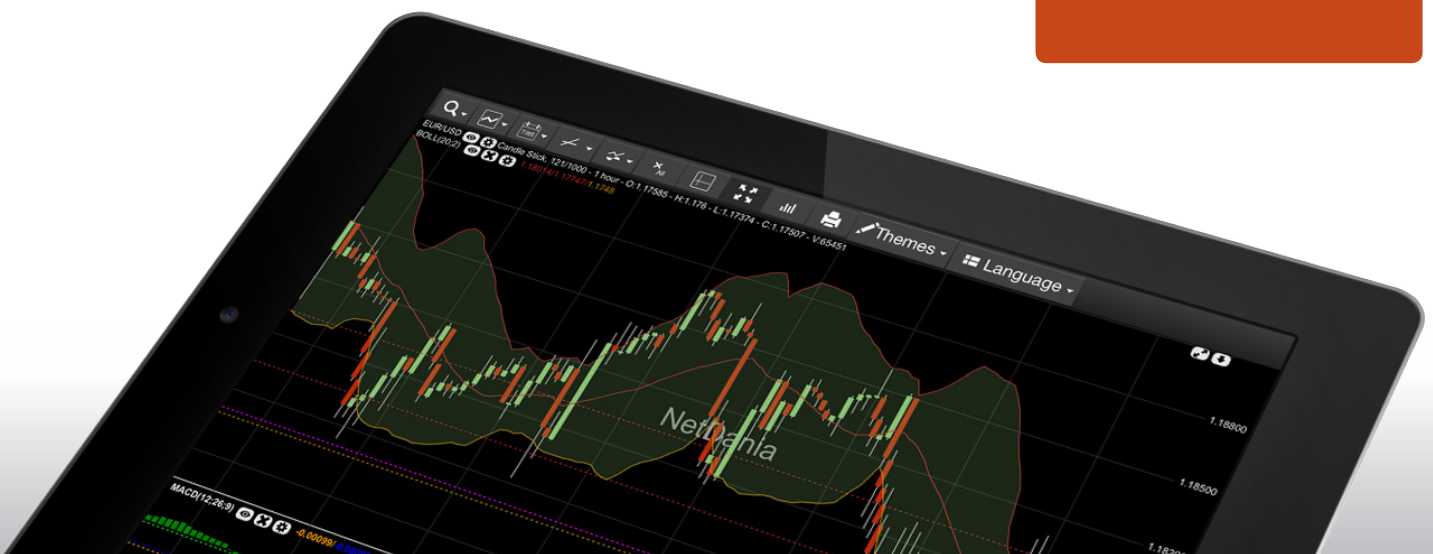 Themes
Language
EUR/USD Candle Stick, 121/1000 - 1 hour - O:1.17585 - H:1.176 - L:1.17374 - C:1.17507 - V:65451
BOLL(20;2) 1.18014/1.17747/1.1748
1.18800
NetDania
1.18500
MACD(12;26;9) -0.00099/